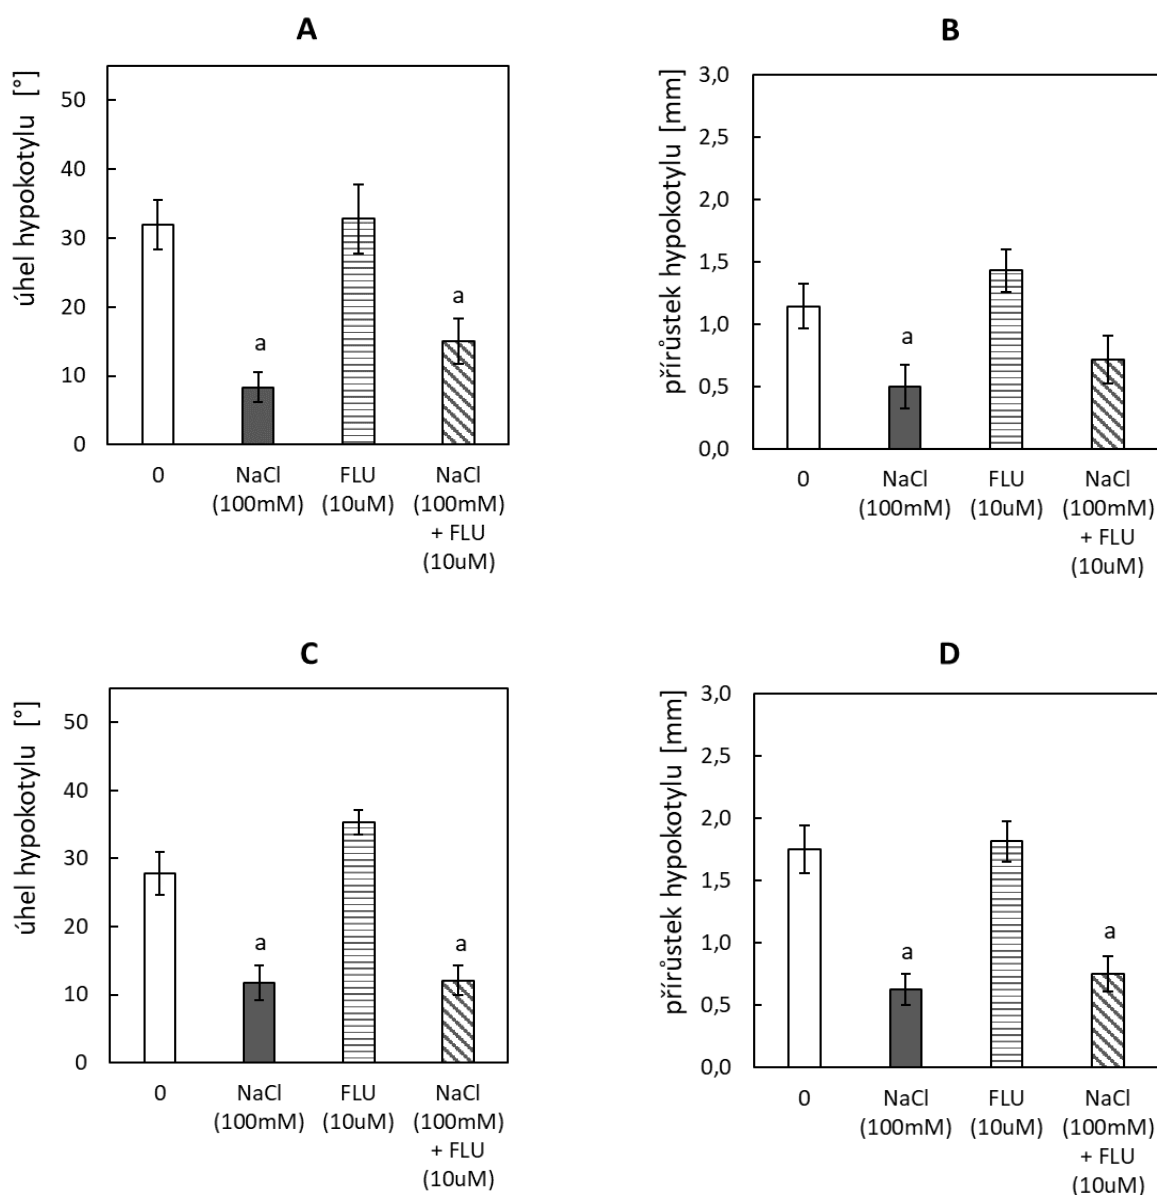 A
úhel hypokotylu [°]
50
40
30
20
10
0
a
a
0
NaCl
(100mM)
FLU
(10uM)
NaCl
(100mM)
+ FLU
(10uM)
B
přírůstek hypokotylu [mm]
3,0
2,5
2,0
1,5
1,0
0,5
0,0
a
0
NaCl
(100mM)
FLU
(10uM)
NaCl
(100mM)
+ FLU
(10uM)
C
úhel hypokotylu [°]
50
40
30
20
10
0
a
a
0
NaCl
(100mM)
FLU
(10uM)
NaCl
(100mM)
+ FLU
(10uM)
D
přírůstek hypokotylu [mm]
3,0
2,5
2,0
1,5
1,0
0,5
0,0
a
a
0
NaCl
(100mM)
FLU
(10uM)
NaCl
(100mM)
+ FLU
(10uM)